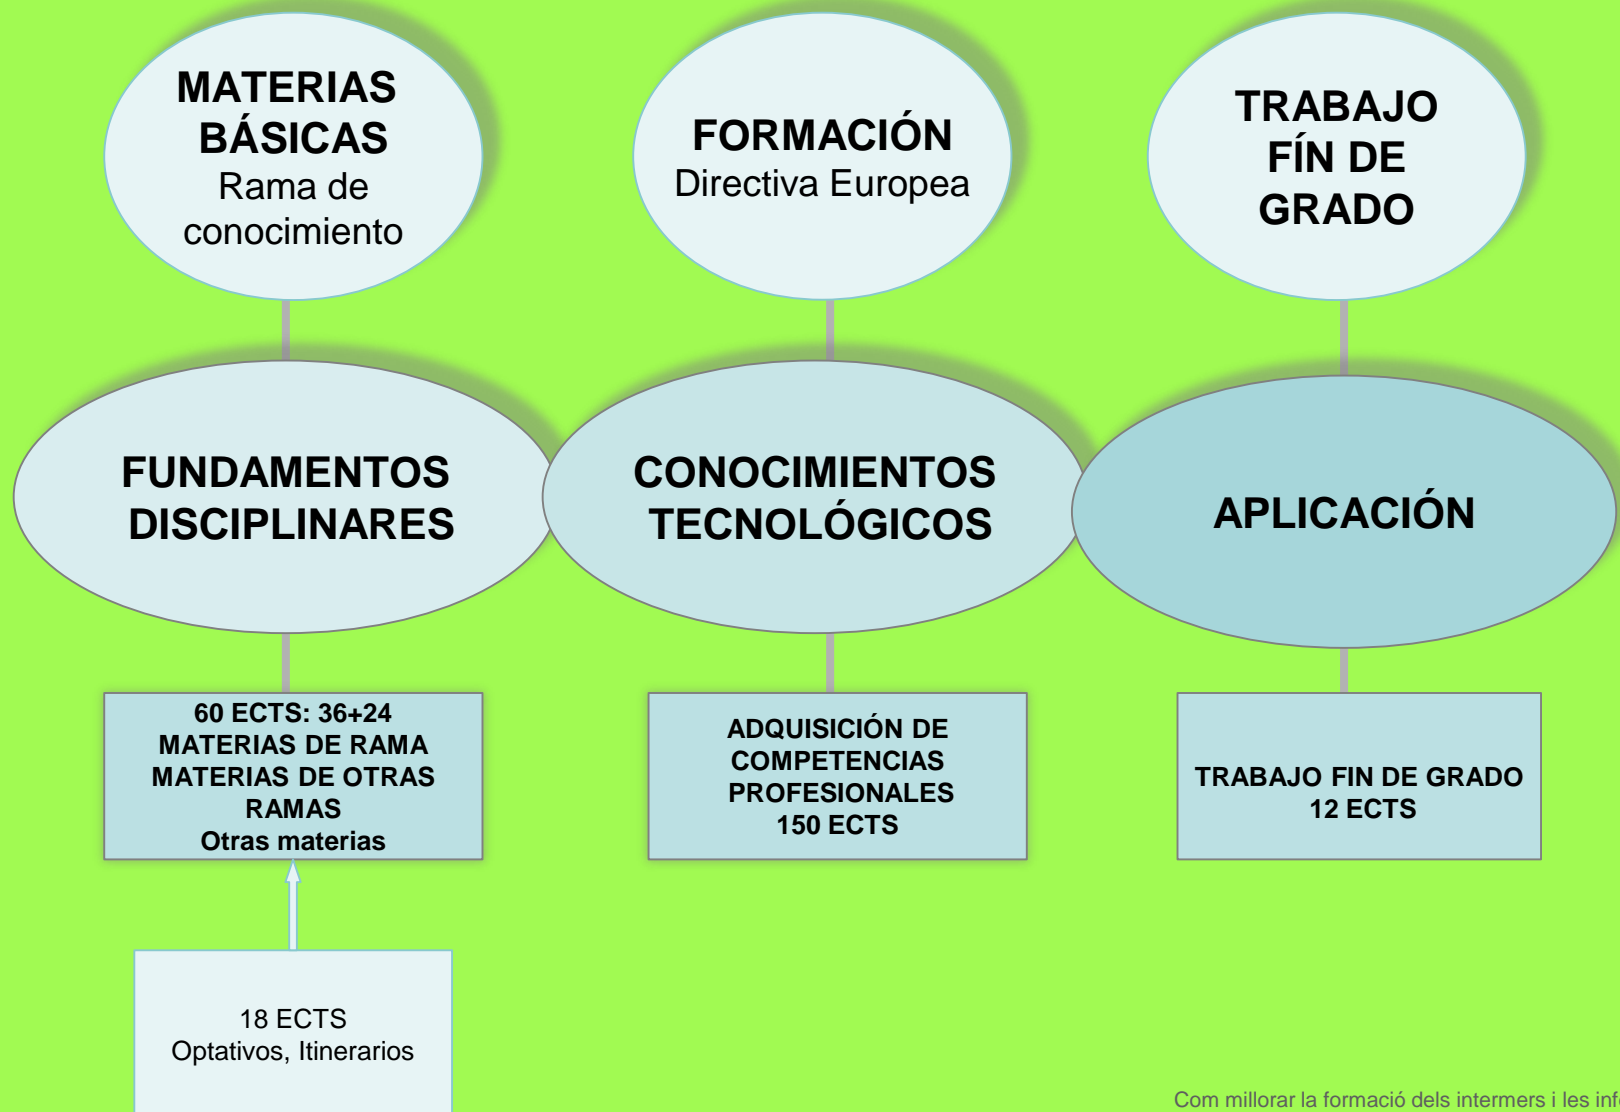 MATERIAS
BÁSICAS
Rama de
conocimiento
FORMACIÓN
Directiva Europea
TRABAJO
FÍN DE
GRADO
FUNDAMENTOS
DISCIPLINARES
CONOCIMIENTOS
TECNOLÓGICOS
APLICACIÓN
60 ECTS: 36+24
MATERIAS DE RAMA
MATERIAS DE OTRAS
RAMAS
Otras materias
ADQUISICIÓN DE
COMPETENCIAS
PROFESIONALES
150 ECTS
TRABAJO FIN DE GRADO
12 ECTS
18 ECTS
Optativos, Itinerarios
Com millorar la formació dels intermers i les